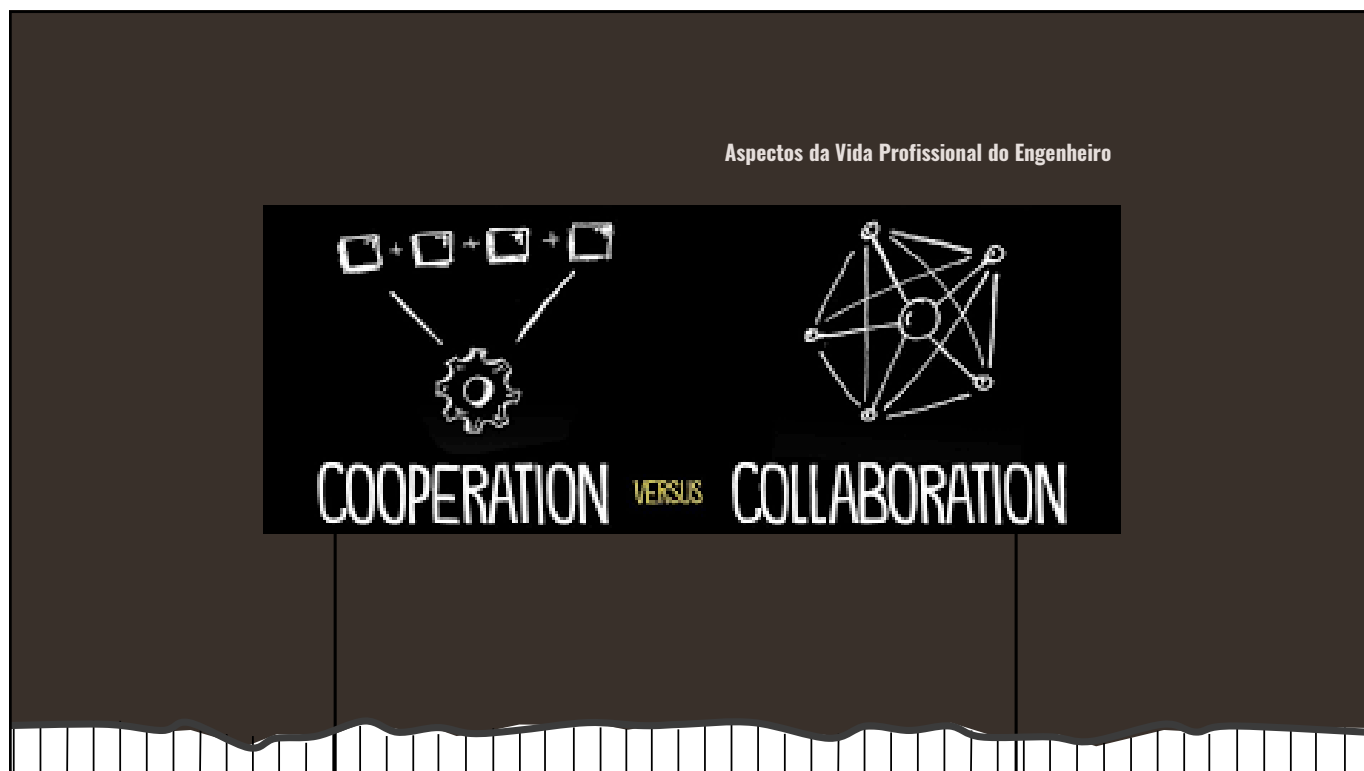 Aspectos da Vida Profissional do Engenheiro
+ + +
COOPERATION VERSUS COLLABORATION